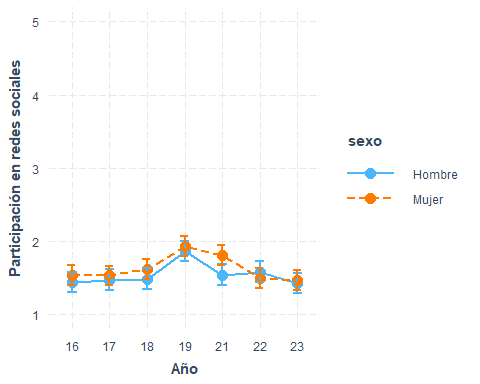 Participación en redes sociales
5
4
3
2
1
16 17 18 19 21 22 23
Año
sexo
Hombre
Mujer